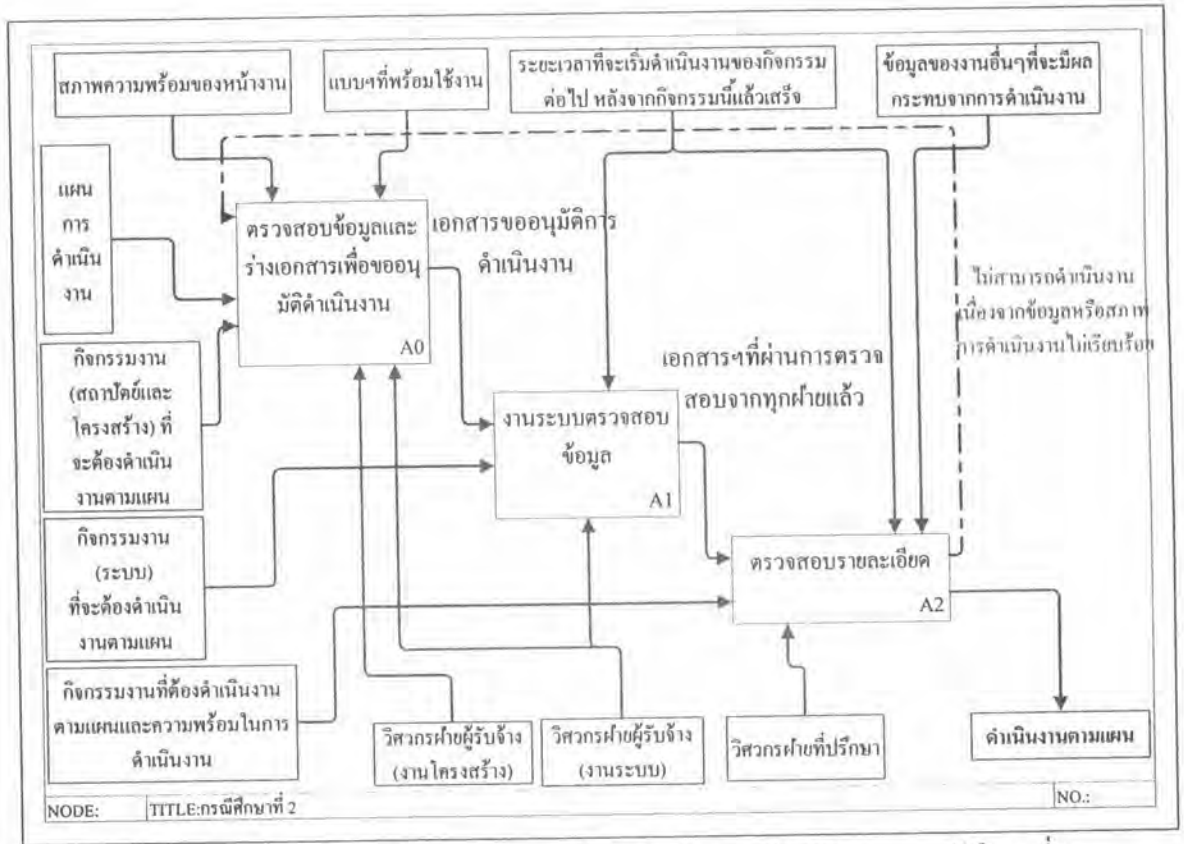 สภาพความพร้อมของหน้างาน
แบบฯที่พร้อมใช้งาน
ระยะเวลาที่จะเริ่มดำเนินงานของกิจกรรม
ต่อไป หลังจากกิจกรรมนี้แล้วเสร็จ
ข้อมูลของงานอื่นๆที่จะมีผล
กระทบจากการดำเนินงาน
แผน
การ
ดำเนิน
งาน
ตรวจสอบข้อมูลและ
ร่างเอกสารเพื่อขออนุ
มัติดำเนินงาน
A0
เอกสารขออนุมัติการ
ดำเนินงาน
ไม่สามารถดำเนินงาน
เนื่องจากข้อมูลหรือสภาพ
การดำเนินงานไม่เรียบร้อย
กิจกรรมงาน
(สถาปัตย์และ
โครงสร้าง) ที่
จะต้องดำเนิน
งานตามแผน
เอกสารฯที่ผ่านการตรวจ
สอบจากทุกฝ่ายแล้ว
งานระบบตรวจสอบ
ข้อมูล
A1
กิจกรรมงาน
(ระบบ)
ที่จะต้องดำเนิน
งานตามแผน
ตรวจสอบรายละเอียด
A2
กิจกรรมงานที่ต้องดำเนินงาน
ตามแผนและความพร้อมในการ
ดำเนินงาน
วิศวกรฝ่ายผู้รับจ้าง
(งานโครงสร้าง)
วิศวกรฝ่ายผู้รับจ้าง
(งานระบบ)
วิศวกรฝ่ายที่ปรึกษา
ดำเนินงานตามแผน
NODE:
TITLE:กรณีศึกษาที่ 2
NO.: